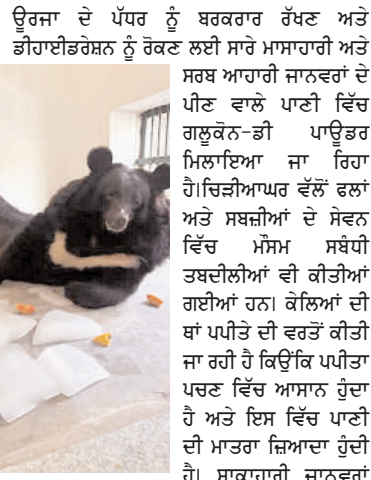 ਊਰਜਾ ਦੇ ਪੱਧਰ ਨੂੰ ਬਰਕਰਾਰ ਰੱਖਣ ਅਤੇ
ਡੀਹਾਈਡਰੇਸ਼ਨ ਨੂੰ ਰੋਕਣ ਲਈ ਸਾਰੇ ਮਾਸਾਹਾਰੀ ਅਤੇ
ਸਰਬ ਆਹਾਰੀ ਜਾਨਵਰਾਂ ਦੇ
ਪੀਣ ਵਾਲੇ ਪਾਣੀ ਵਿੱਚ
ਗਲੂਕੋਨ-ਡੀ ਪਾਊਡਰ
ਮਿਲਾਇਆ ਜਾ ਰਿਹਾ
ਹੈ।ਚਿੜੀਆਘਰ ਵੱਲੋਂ ਫਲਾਂ
ਅਤੇ ਸਬਜ਼ੀਆਂ ਦੇ ਸੇਵਨ
ਵਿੱਚ ਮੌਸਮ ਸਬੰਧੀ
ਤਬਦੀਲੀਆਂ ਵੀ ਕੀਤੀਆਂ
ਗਈਆਂ ਹਨ। ਕੇਲਿਆਂ ਦੀ
ਥਾਂ ਪਪੀਤੇ ਦੀ ਵਰਤੋਂ ਕੀਤੀ
ਜਾ ਰਹੀ ਹੈ ਕਿਉਂਕਿ ਪਪੀਤਾ
ਪਚਣ ਵਿੱਚ ਆਸਾਨ ਹੁੰਦਾ
ਹੈ ਅਤੇ ਇਸ ਵਿੱਚ ਪਾਣੀ
ਦੀ ਮਾਤਰਾ ਜ਼ਿਆਦਾ ਹੁੰਦੀ
ਹੈ। ਸ਼ਾਕਾਹਾਰੀ ਜਾਨਵਰਾਂ